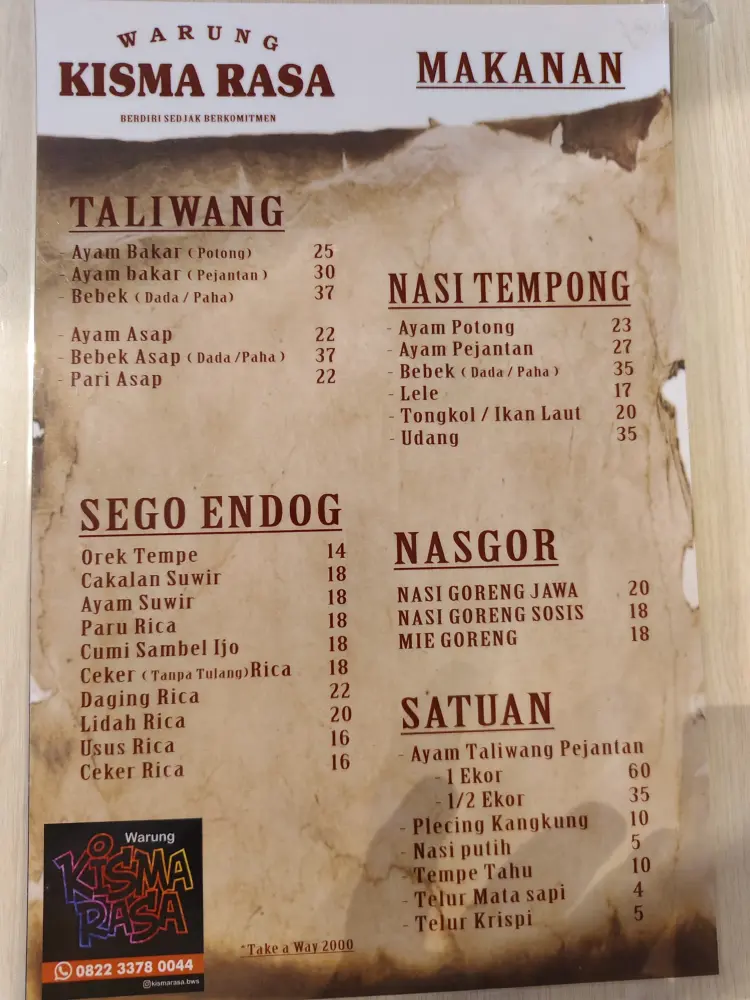 WARUNG
KISMA RASA
BERDIRI SEDJAK BERKOMITMEN
MAKANAN
TALIWANG
- Ayam Bakar ( Potong) 25
- Ayam bakar ( Pejantan ) 30
- Bebek ( Dada / Paha) 37
- Ayam Asap 22
- Bebek Asap ( Dada /Paha ) 37
- Pari Asap 22
NASI TEMPONG
- Ayam Potong 23
- Ayam Pejantan 27
- Bebek ( Dada / Paha ) 35
- Lele 17
- Tongkol / Ikan Laut 20
- Udang 35
SEGO ENDOG
Orek Tempe 14
Cakalan Suwir 18
Ayam Suwir 18
Paru Rica 18
Cumi Sambel Ijo 18
Ceker ( Tanpa Tulang)Rica 18
Daging Rica 22
Lidah Rica 20
Usus Rica 16
Ceker Rica 16
NASGOR
NASI GORENG JAWA 20
NASI GORENG SOSIS 18
MIE GORENG 18
SATUAN
- Ayam Taliwang Pejantan
- 1 Ekor 60
- 1/2 Ekor 35
- Plecing Kangkung 10
- Nasi putih 5
- Tempe Tahu 10
- Telur Mata sapi 4
- Telur Krispi 5
Warung
KISMA
RASA
0822 3378 0044
@kismarasa.bws
*Take a Way 2000